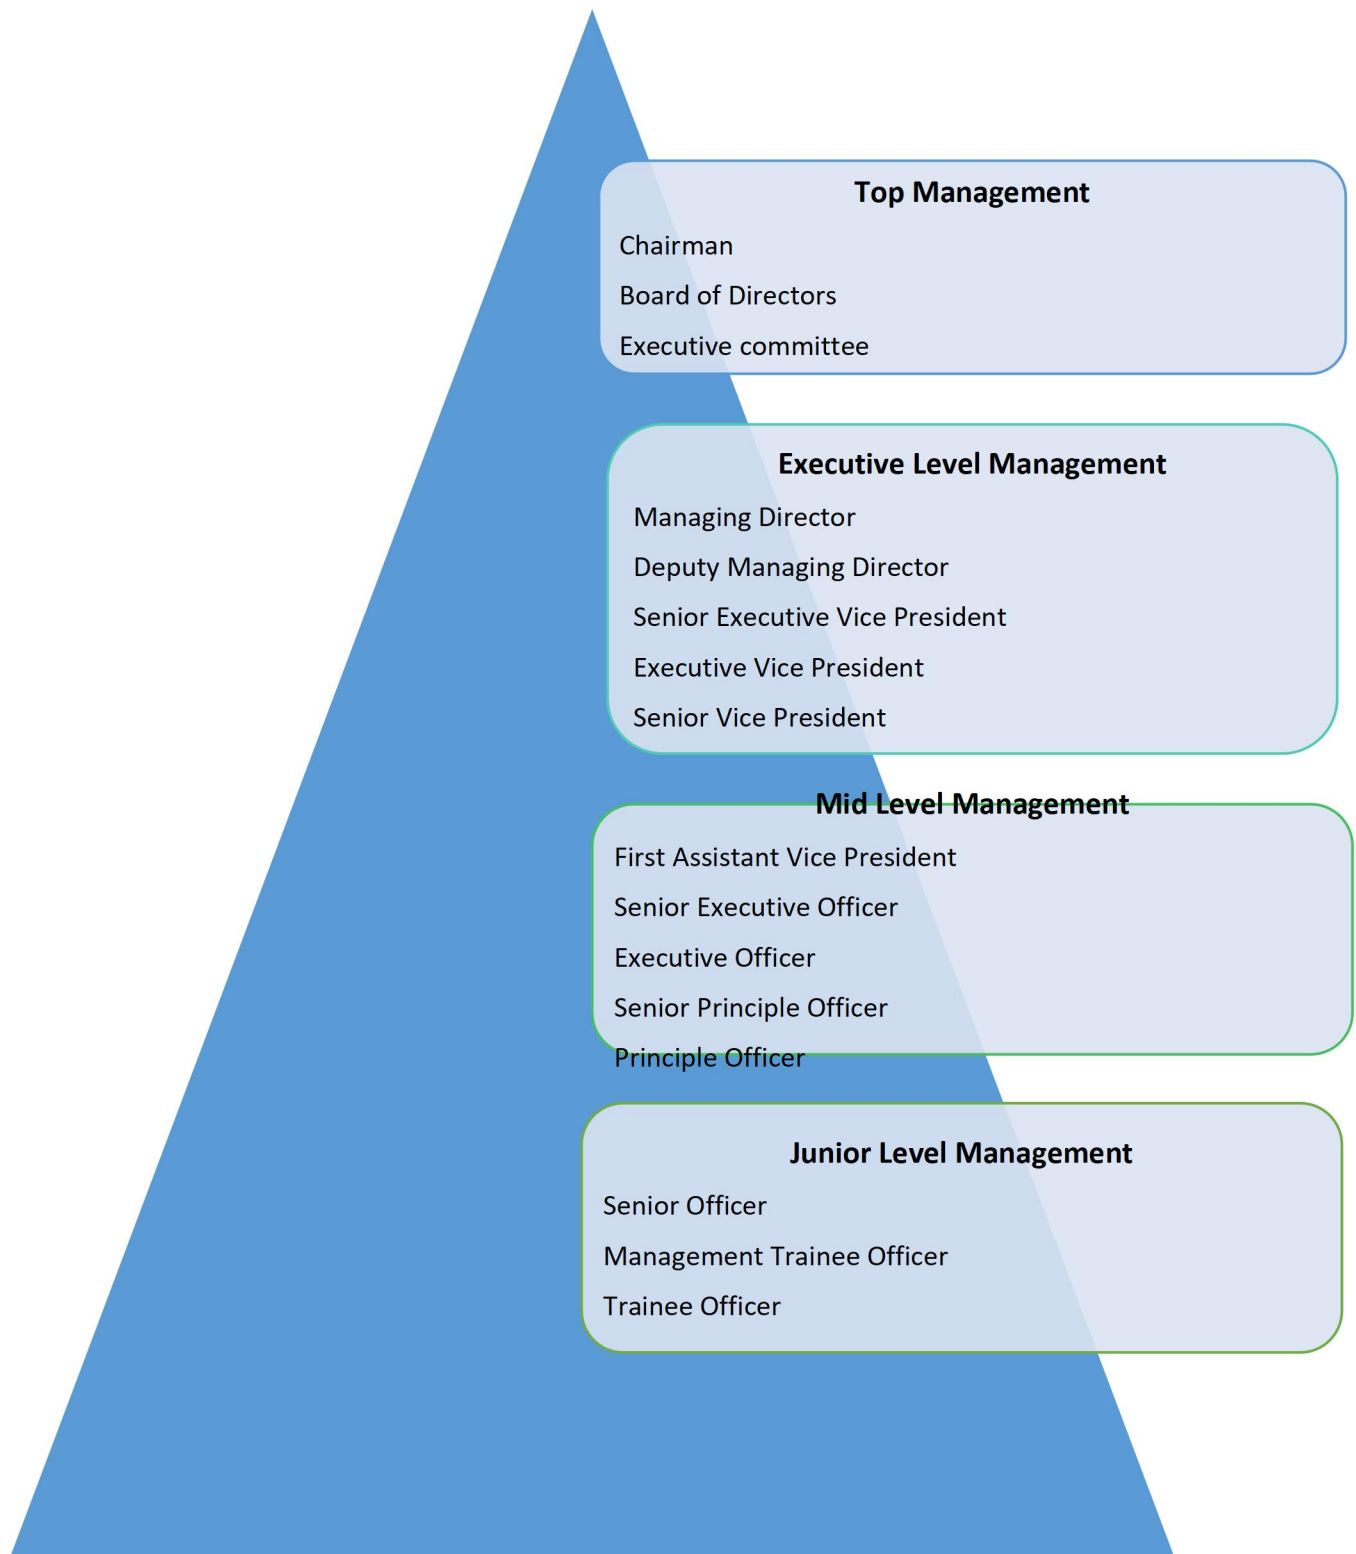 Top Management
Chairman
Board of Directors
Executive committee
Executive Level Management
Managing Director
Deputy Managing Director
Senior Executive Vice President
Executive Vice President
Senior Vice President
Mid Level Management
First Assistant Vice President
Senior Executive Officer
Executive Officer
Senior Principle Officer
Principle Officer
Junior Level Management
Senior Officer
Management Trainee Officer
Trainee Officer